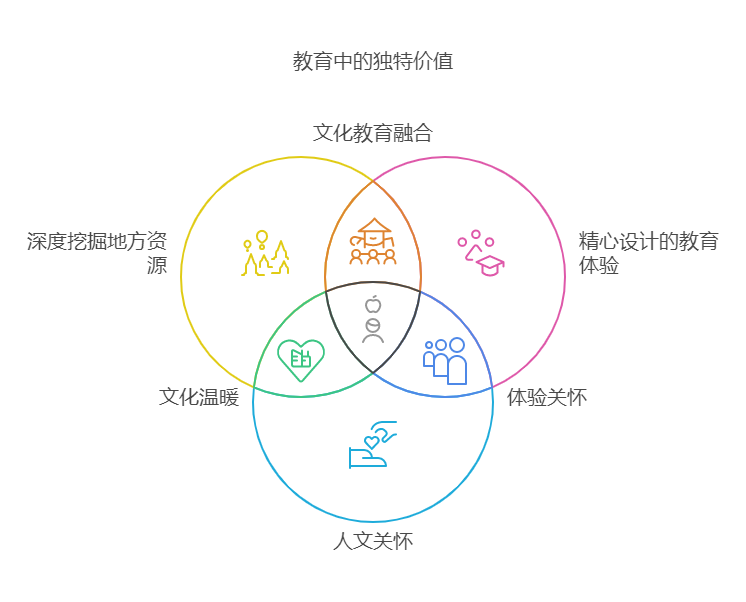 教育中的独特价值
文化教育融合
深度挖掘地方资
源
精心设计的教育
体验
文化温暖
体验关怀
人文关怀